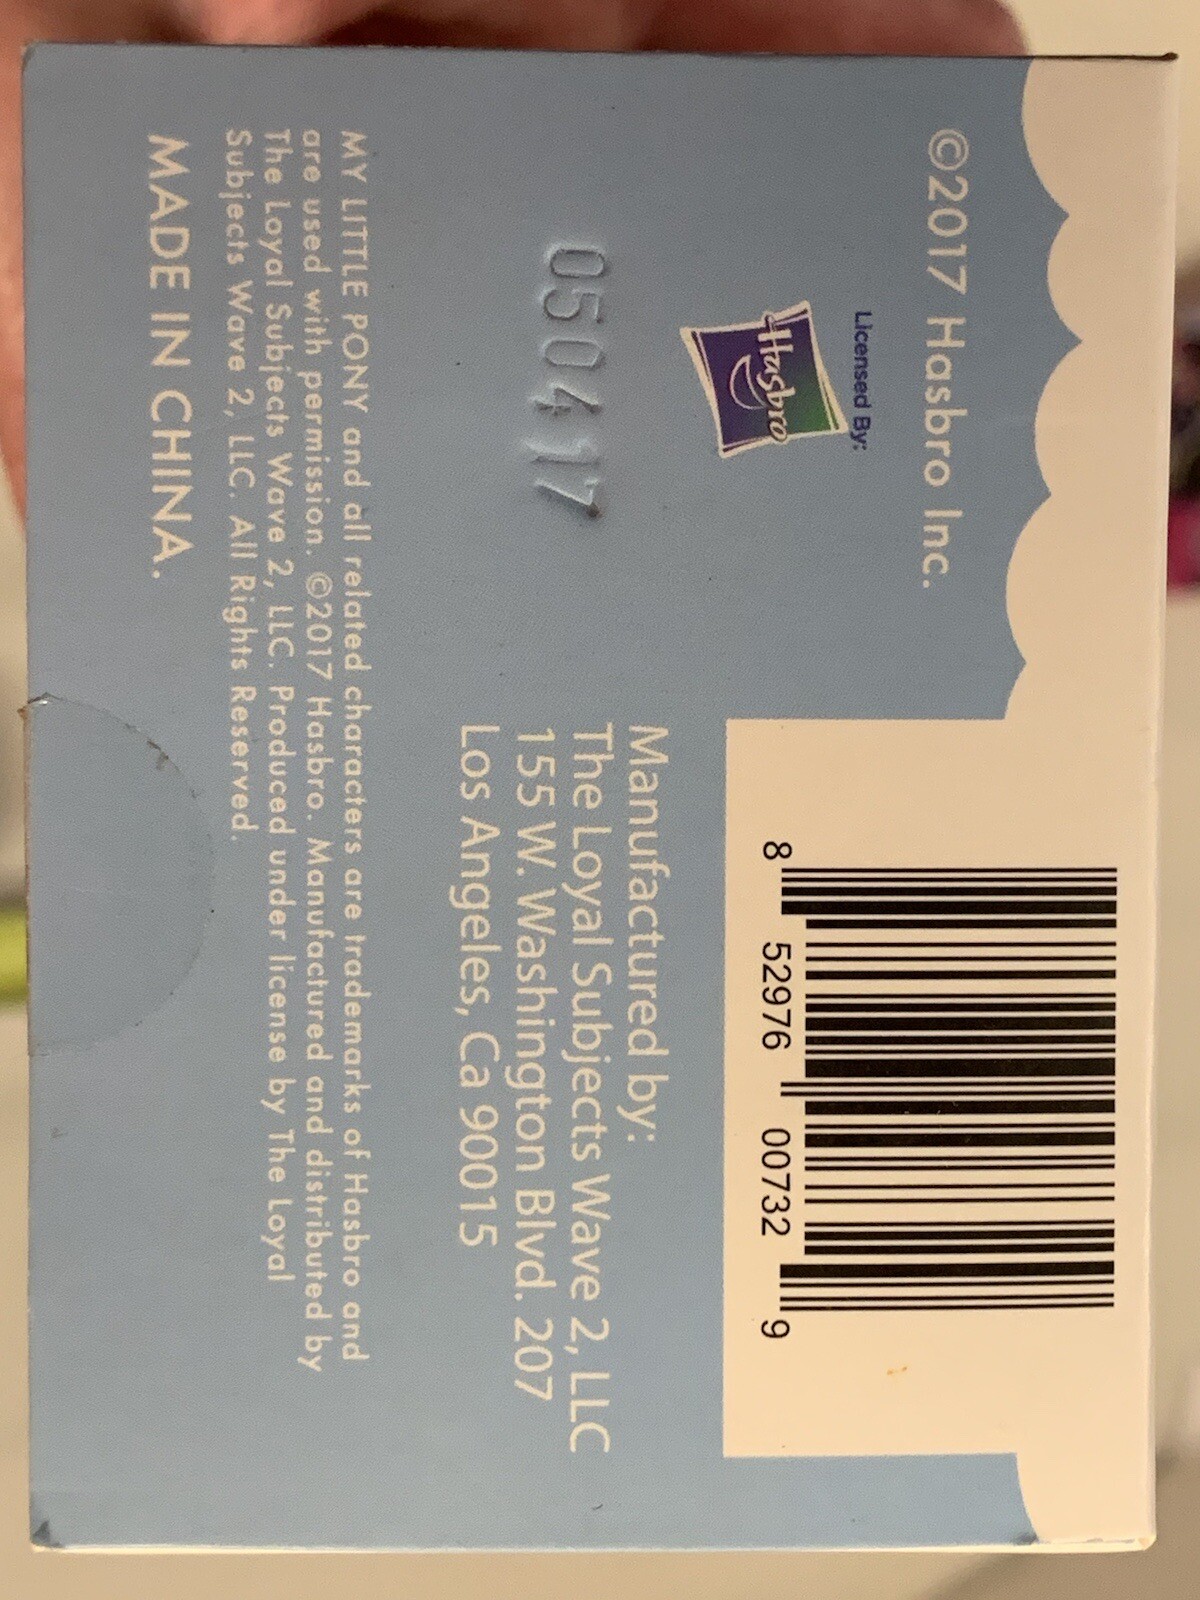 ©2017 Hasbro Inc.
Licensed By:
Hasbro
8 52976 00732 9
050417
Manufactured by:
The Loyal Subjects Wave 2, LLC
155 W. Washington Blvd. 207
Los Angeles, Ca 90015
MY LITTLE PONY and all related characters are trademarks of Hasbro and
are used with permission. ©2017 Hasbro. Manufactured and distributed by
The Loyal Subjects Wave 2, LLC. Produced under license by The Loyal
Subjects Wave 2, LLC. All Rights Reserved.
MADE IN CHINA.